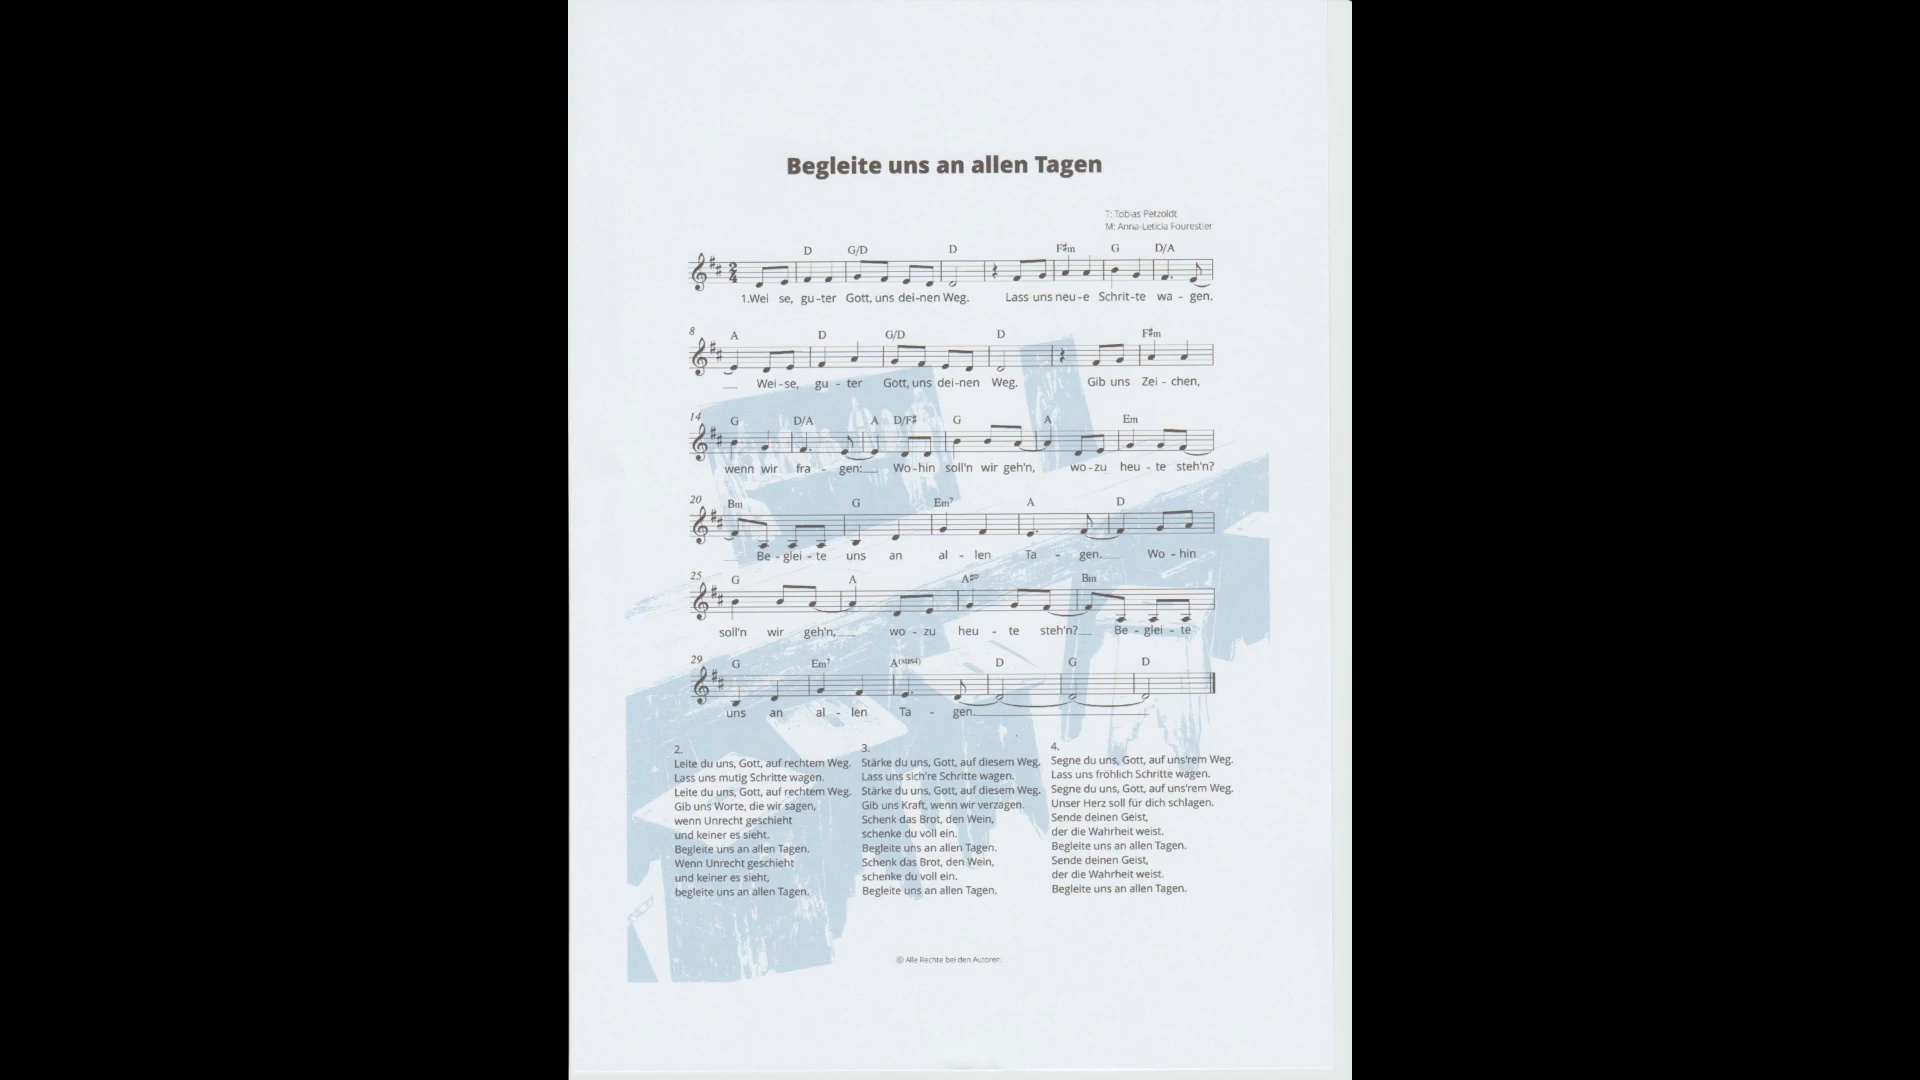 Begleite uns an allen Tagen
T: Tobias Petzoldt
M: Anna-Leticia Fourestier
D G/D D F#m G D/A
2 4
1.Wei se, gu-ter Gott, uns dei-nen Weg. Lass uns neu-e Schrit-te wa - gen.
8 A D G/D D F#m
Wei-se, gu - ter Gott, uns dei-nen Weg. Gib uns Zei - chen,
14 G D/A A D/F# G A Em
wenn wir fra - gen: Wo-hin soll'n wir geh'n, wo-zu heu - te steh'n?
20 Bm G Em7 A D
Be - glei - te uns an al - len Ta - gen. Wo - hin
25 G A A#o Bm
soll'n wir geh'n, wo - zu heu - te steh'n? Be - glei - te
29 G Em7 A(sus4) D G D
uns an al - len Ta - gen.
2.
Leite du uns, Gott, auf rechtem Weg.
Lass uns mutig Schritte wagen.
Leite du uns, Gott, auf rechtem Weg.
Gib uns Worte, die wir sagen,
wenn Unrecht geschieht
und keiner es sieht.
Begleite uns an allen Tagen.
Wenn Unrecht geschieht
und keiner es sieht,
begleite uns an allen Tagen.
3.
Stärke du uns, Gott, auf diesem Weg.
Lass uns sich're Schritte wagen.
Stärke du uns, Gott, auf diesem Weg.
Gib uns Kraft, wenn wir verzagen.
Schenk das Brot, den Wein,
schenke du voll ein.
Begleite uns an allen Tagen.
Schenk das Brot, den Wein,
schenke du voll ein.
Begleite uns an allen Tagen.
4.
Segne du uns, Gott, auf uns'rem Weg.
Lass uns fröhlich Schritte wagen.
Segne du uns, Gott, auf uns'rem Weg.
Unser Herz soll für dich schlagen.
Sende deinen Geist,
der die Wahrheit weist.
Begleite uns an allen Tagen.
Sende deinen Geist,
der die Wahrheit weist.
Begleite uns an allen Tagen.
© Alle Rechte bei den Autoren.